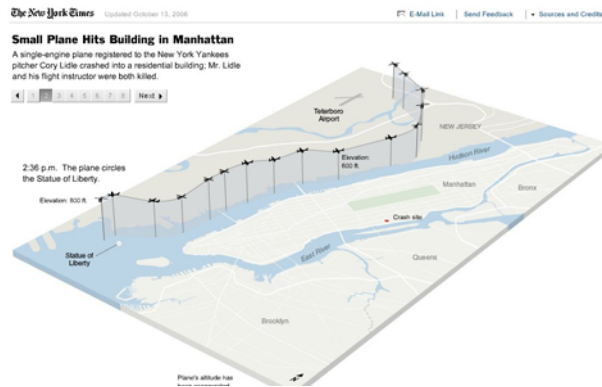 The New York Times
Updated October 13, 2006
E-Mail Link
Send Feedback
Sources and Credits
Small Plane Hits Building in Manhattan
A single-engine plane registered to the New York Yankees
pitcher Cory Lidle crashed into a residential building; Mr. Lidle
and his flight instructor were both killed.
1 2 3 4 5 6 7 8 Next
Teterboro
Airport
NEW JERSEY
Hudson River
2:36 p.m. The plane circles
the Statue of Liberty.
Elevation:
600 ft.
Manhattan
Bronx
Elevation: 800 ft.
Crash site
Statue of
Liberty
East River
Queens
Brooklyn
Plane's altitude has